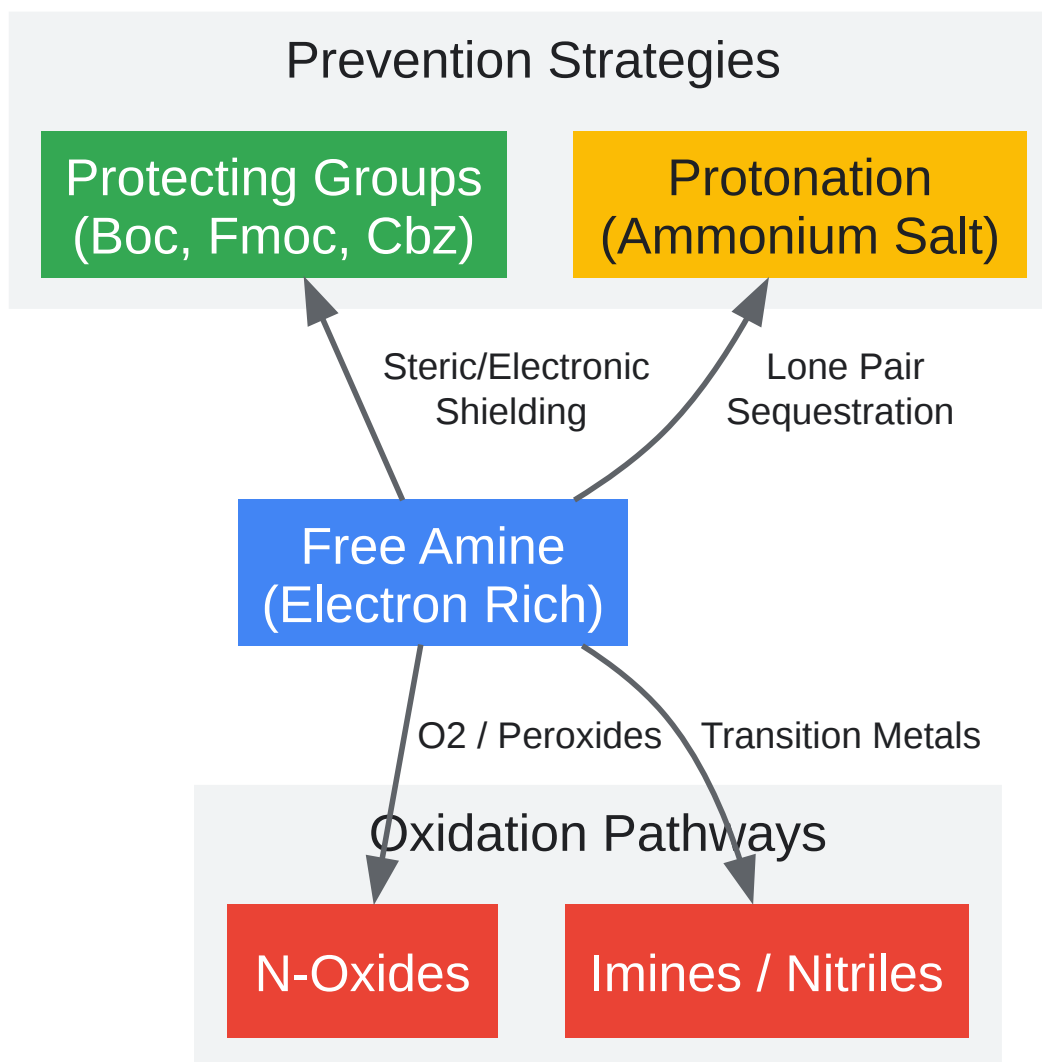 Prevention Strategies
Protecting Groups
(Boc, Fmoc, Cbz)
Protonation
(Ammonium Salt)
Steric/Electronic
Shielding
Lone Pair
Sequestration
Free Amine
(Electron Rich)
O2 / Peroxides
Transition Metals
Oxidation Pathways
N-Oxides
Imines / Nitriles